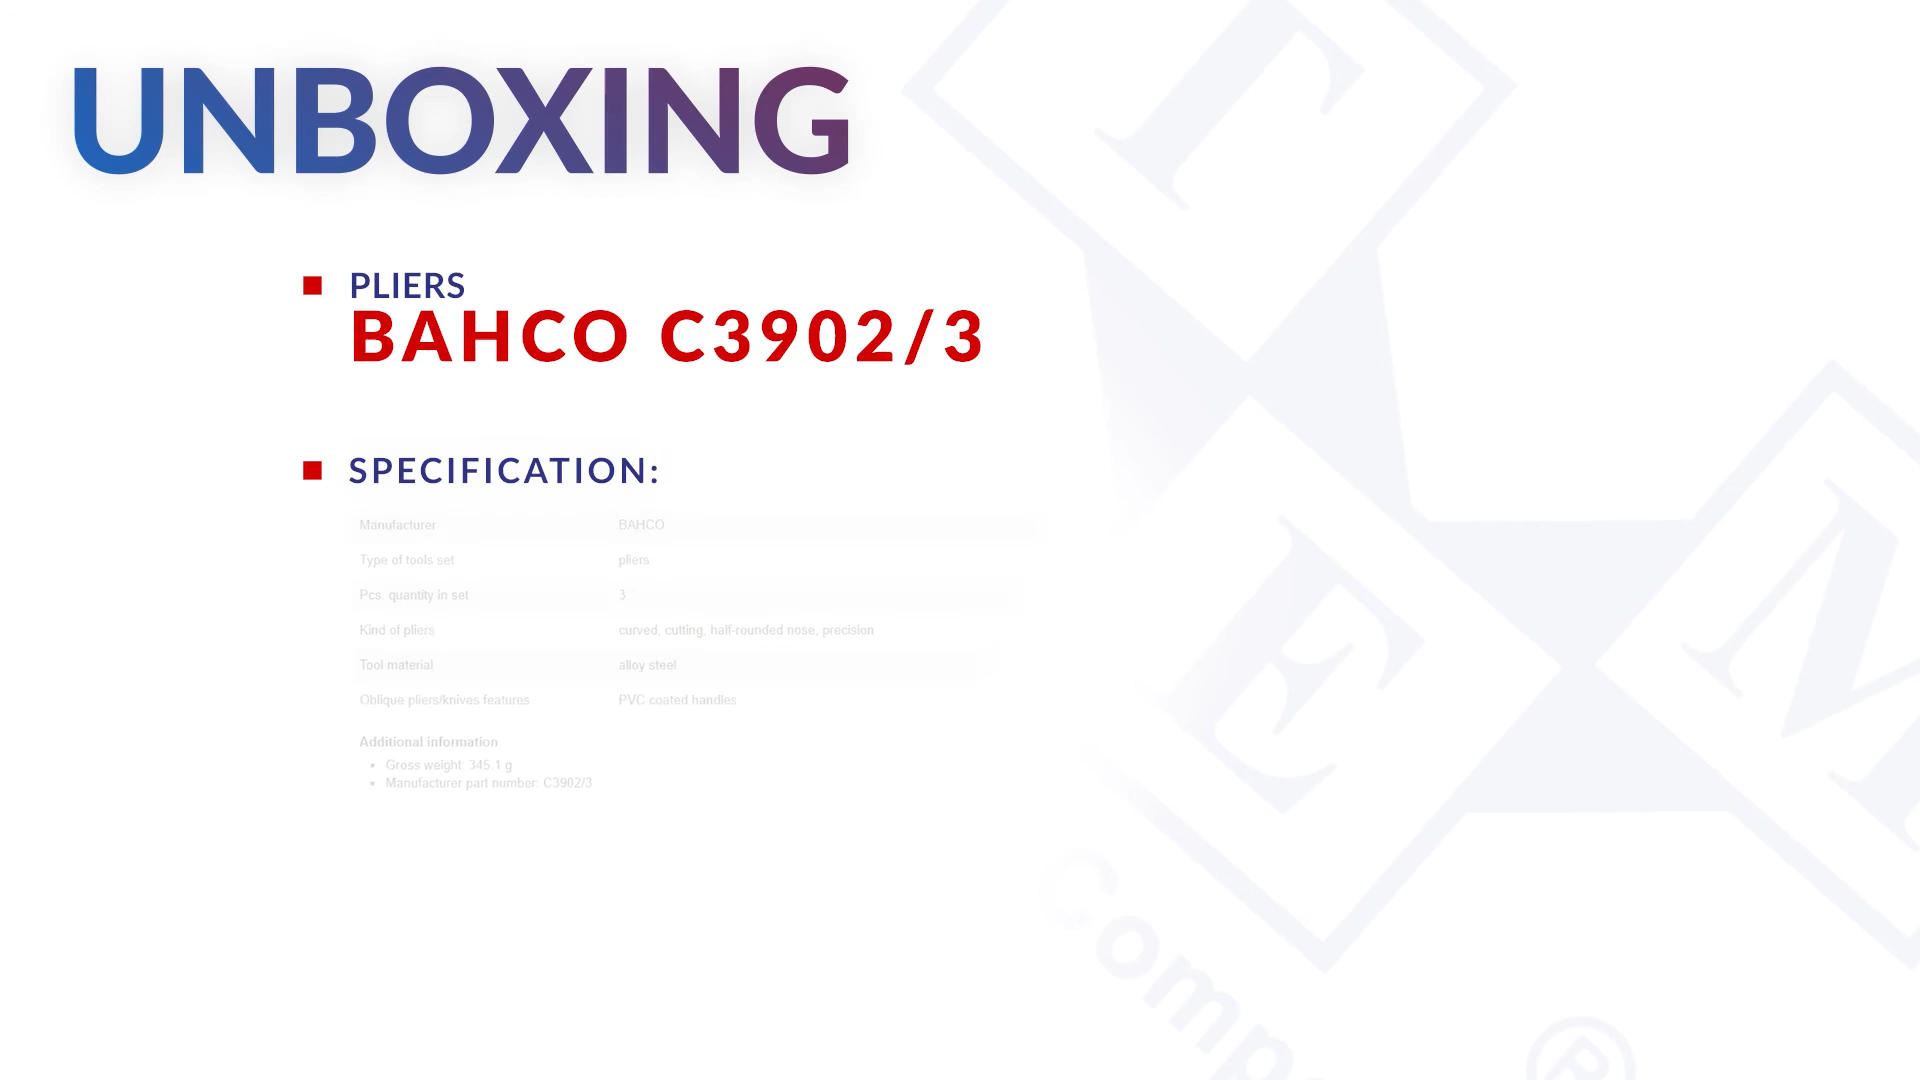 UNBOXING
PLIERS
BAHCO C3902/3
SPECIFICATION:
Manufacturer BAHCO
Type of tools set pliers
Pcs. quantity in set 3
Kind of pliers curved, cutting, half-rounded nose, precision
Tool material alloy steel
Oblique pliers/knives features PVC coated handles
Additional information
Gross weight: 345.1 g
Manufacturer part number: C3902/3
T
E
M
Comp
®